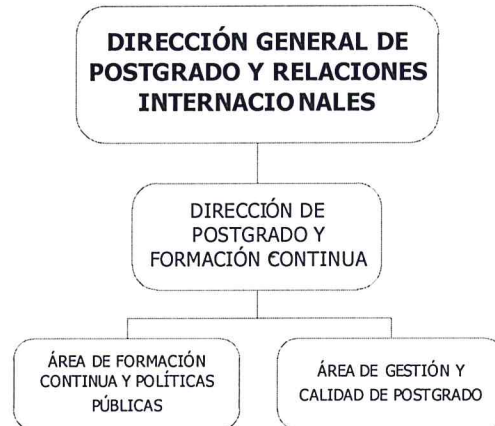 DIRECCIÓN GENERAL DE
POSTGRADO Y RELACIONES
INTERNACIONALES
DIRECCIÓN DE
POSTGRADO Y
FORMACIÓN CONTINUA
ÁREA DE FORMACIÓN
CONTINUA Y POLÍTICAS
PÚBLICAS
ÁREA DE GESTIÓN Y
CALIDAD DE POSTGRADO